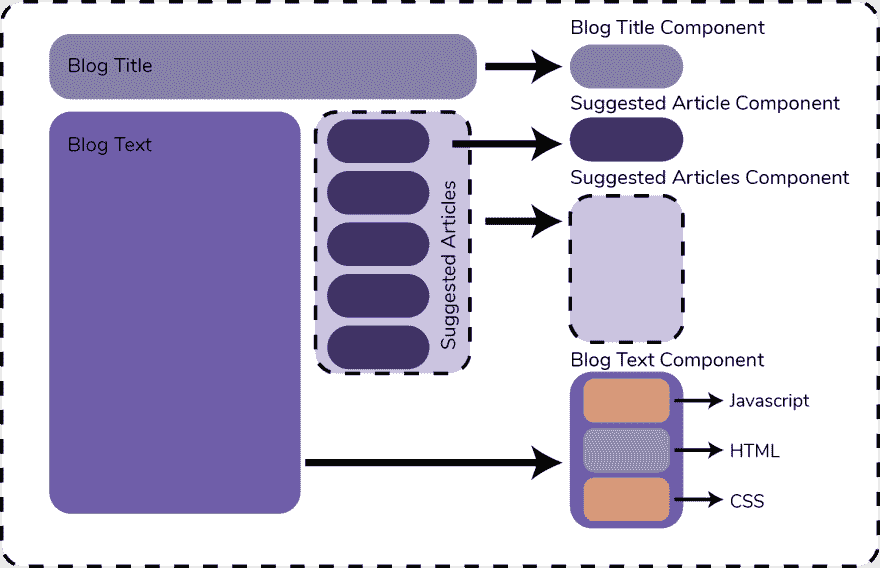 Blog Title
Blog Text
Suggested Articles
Blog Title Component
Suggested Article Component
Suggested Articles Component
Blog Text Component
Javascript
HTML
CSS